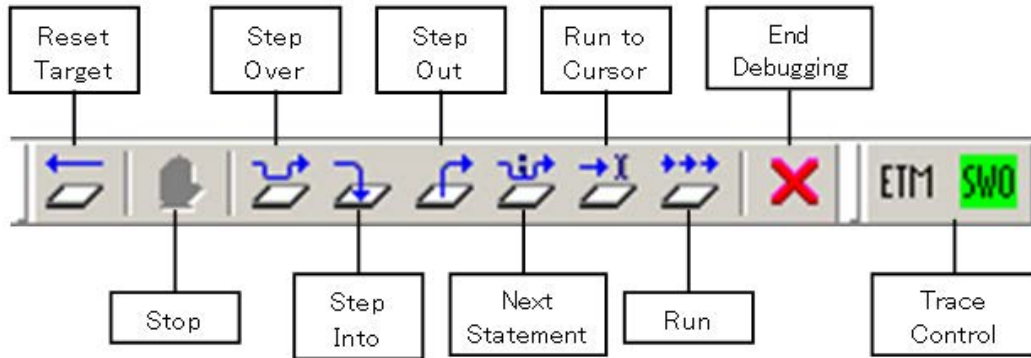 Reset
Target
Step
Over
Step
Out
Run to
Cursor
End
Debugging
ETM
SWO
Stop
Step
Into
Next
Statement
Run
Trace
Control